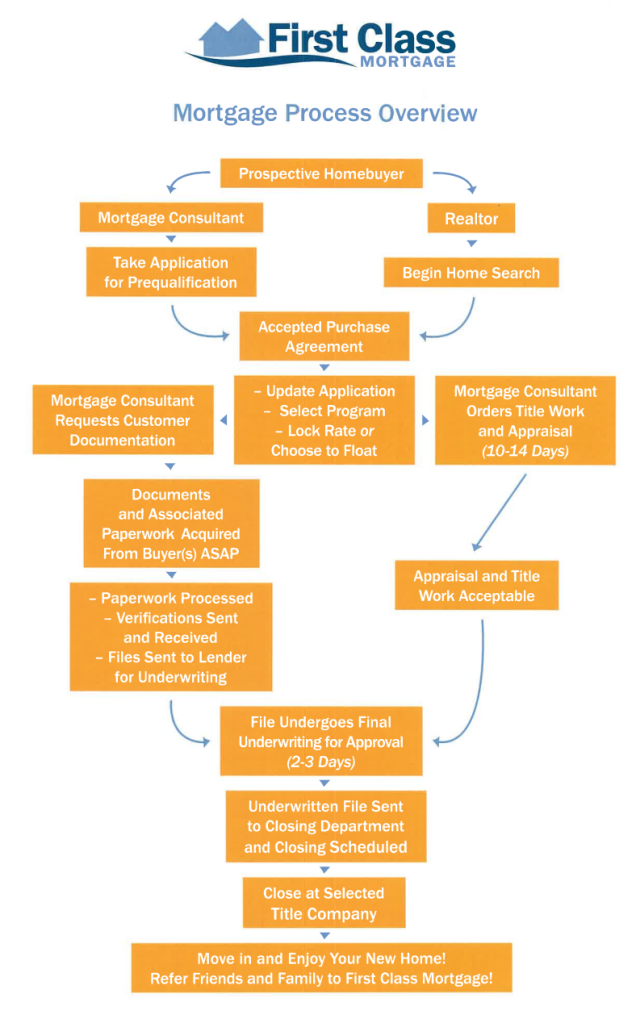 First Class
MORTGAGE
Mortgage Process Overview
Prospective Homebuyer
Mortgage Consultant
Realtor
Take Application
for Prequalification
Begin Home Search
Accepted Purchase
Agreement
Mortgage Consultant
Requests Customer
Documentation
– Update Application
– Select Program
– Lock Rate or
Choose to Float
Mortgage Consultant
Orders Title Work
and Appraisal
(10-14 Days)
Documents
and Associated
Paperwork Acquired
From Buyer(s) ASAP
Appraisal and Title
Work Acceptable
– Paperwork Processed
– Verifications Sent
and Received
– Files Sent to Lender
for Underwriting
File Undergoes Final
Underwriting for Approval
(2-3 Days)
Underwritten File Sent
to Closing Department
and Closing Scheduled
Close at Selected
Title Company
Move in and Enjoy Your New Home!
Refer Friends and Family to First Class Mortgage!